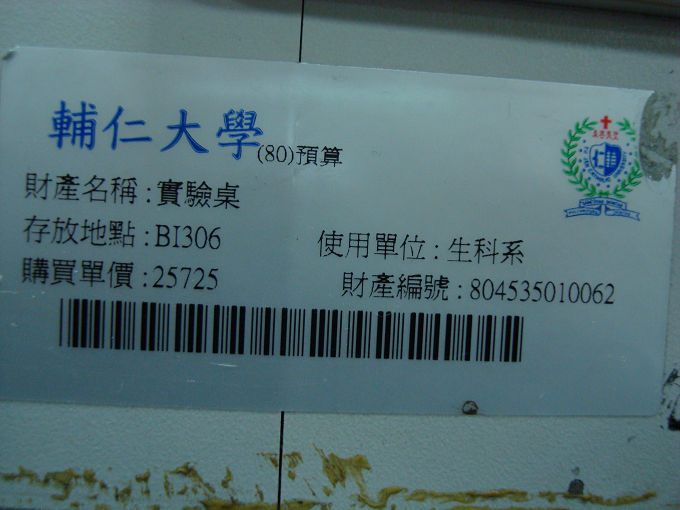 輔仁大學(80)預算
財產名稱:實驗桌
存放地點:BI306 使用單位:生科系
購買單價:25725 財產編號:804535010062